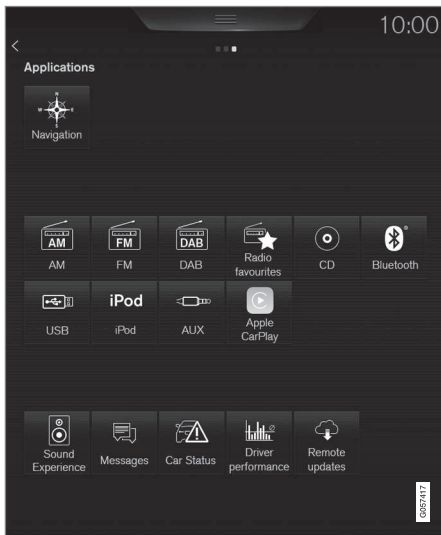 10:00
Applications
N
W E
S
Navigation
AM FM DAB
AM FM DAB Radio favourites CD Bluetooth
iPod
USB iPod AUX Apple CarPlay
Sound Experience Messages Car Status Driver performance Remote updates
G057417